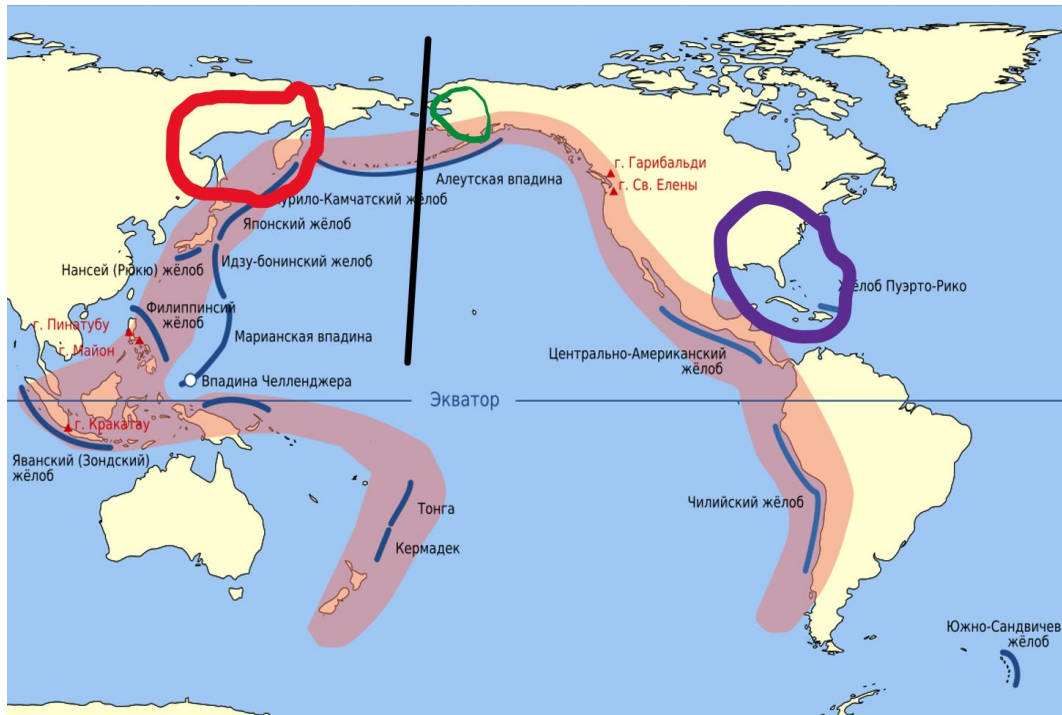 г. Гарибальди
г. Св. Елены
Алеутская впадина
урило-Камчатский жёлоб
Японский жёлоб
Идзу-бонинский желоб
Нансей (Рюкю) жёлоб
Жёлоб Пуэрто-Рико
Филиппинсий
жёлоб
г. Пинатубу
г. Майон
Марианская впадина
Центрально-Американский
жёлоб
Впадина Челленджера
Экватор
г. Кракатау
Яванский (Зондский)
жёлоб
Чилийский жёлоб
Тонга
Кермадек
Южно-Сандвичев
жёлоб